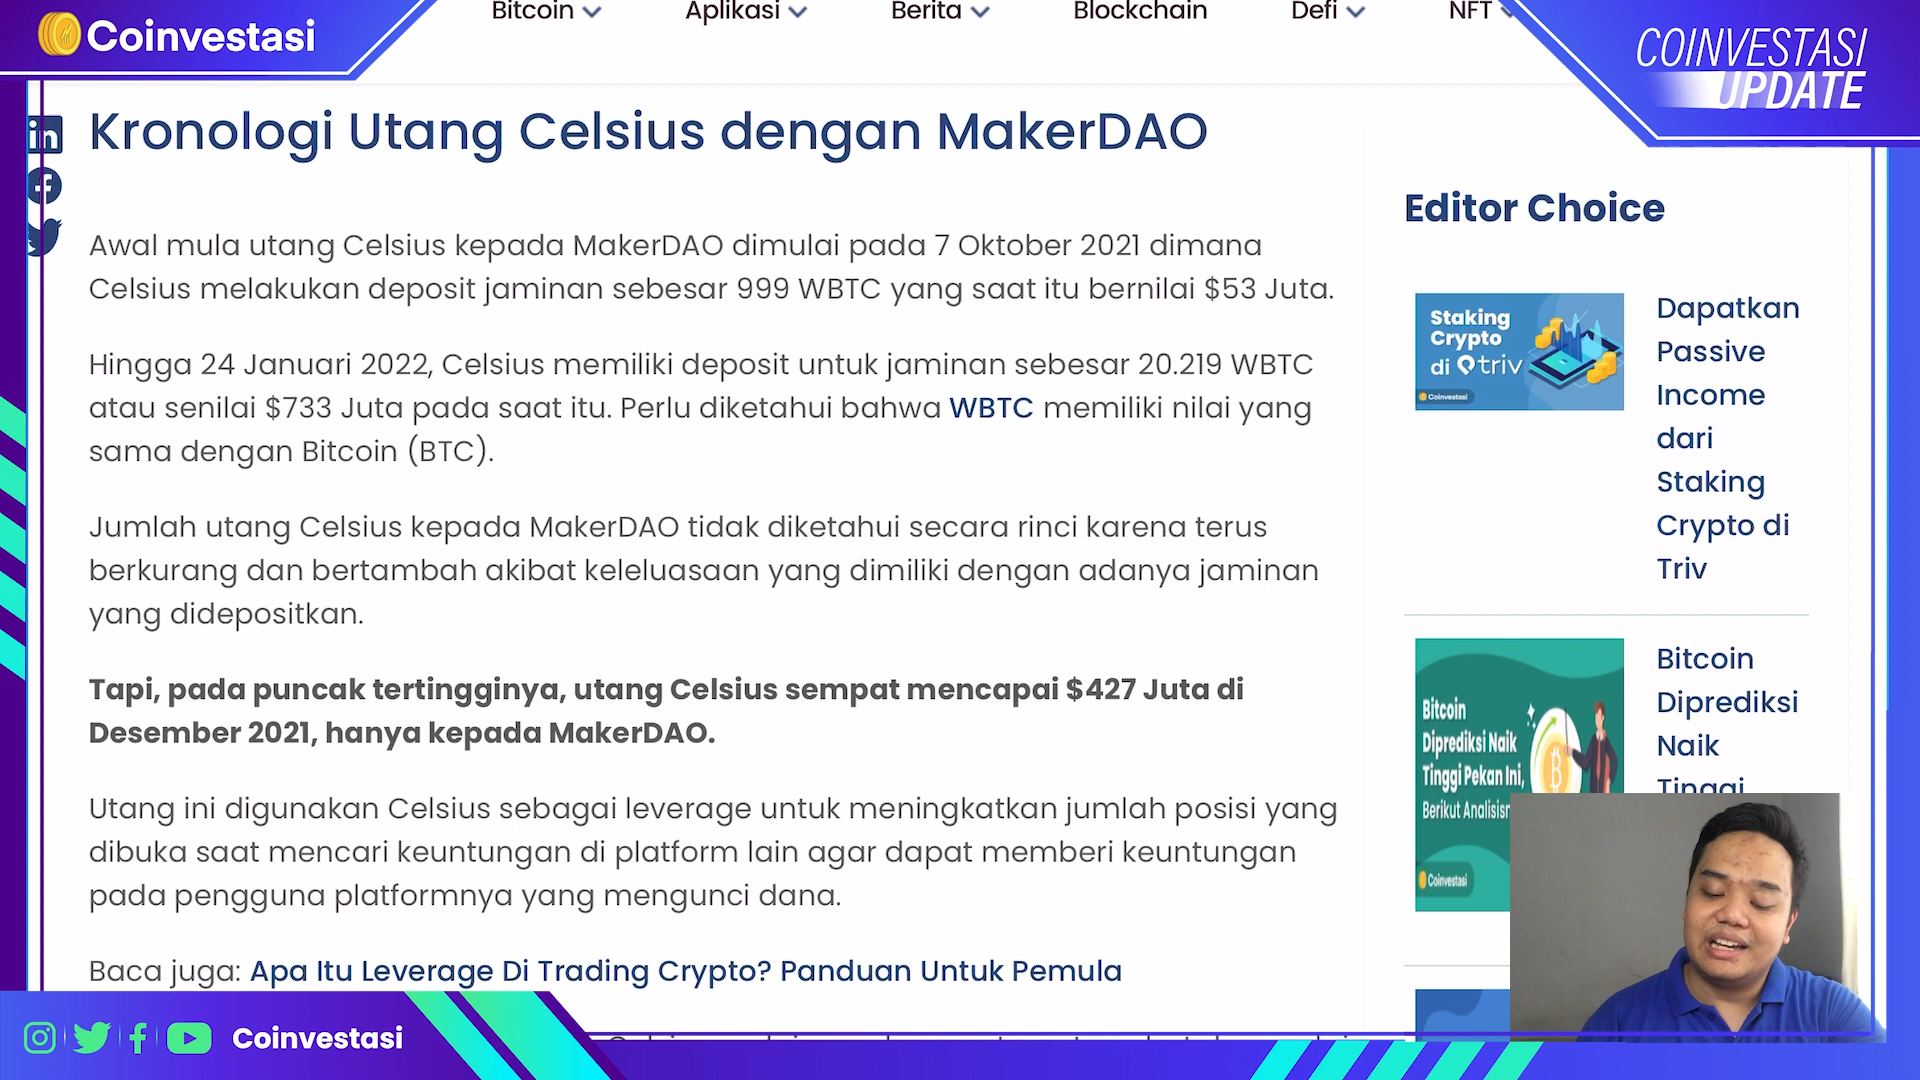 Coinvestasi
Bitcoin
Aplikasi
Berita
Blockchain
Defi
NFT
COINVESTASI
UPDATE
Kronologi Utang Celsius dengan MakerDAO
Awal mula utang Celsius kepada MakerDAO dimulai pada 7 Oktober 2021 dimana
Celsius melakukan deposit jaminan sebesar 999 WBTC yang saat itu bernilai $53 Juta.
Hingga 24 Januari 2022, Celsius memiliki deposit untuk jaminan sebesar 20.219 WBTC
atau senilai $733 Juta pada saat itu. Perlu diketahui bahwa WBTC memiliki nilai yang
sama dengan Bitcoin (BTC).
Jumlah utang Celsius kepada MakerDAO tidak diketahui secara rinci karena terus
berkurang dan bertambah akibat keleluasaan yang dimiliki dengan adanya jaminan
yang didepositkan.
Tapi, pada puncak tertingginya, utang Celsius sempat mencapai $427 Juta di
Desember 2021, hanya kepada MakerDAO.
Utang ini digunakan Celsius sebagai leverage untuk meningkatkan jumlah posisi yang
dibuka saat mencari keuntungan di platform lain agar dapat memberi keuntungan
pada pengguna platformnya yang mengunci dana.
Baca juga: Apa Itu Leverage Di Trading Crypto? Panduan Untuk Pemula
Editor Choice
Staking
Crypto
di triv
Coinvestasi
Dapatkan
Passive
Income
dari
Staking
Crypto di
Triv
Bitcoin
Diprediksi Naik
Tinggi Pekan Ini,
Berikut
Coinvestasi
Bitcoin
Diprediksi
Naik
Tinggi
Coinvestasi